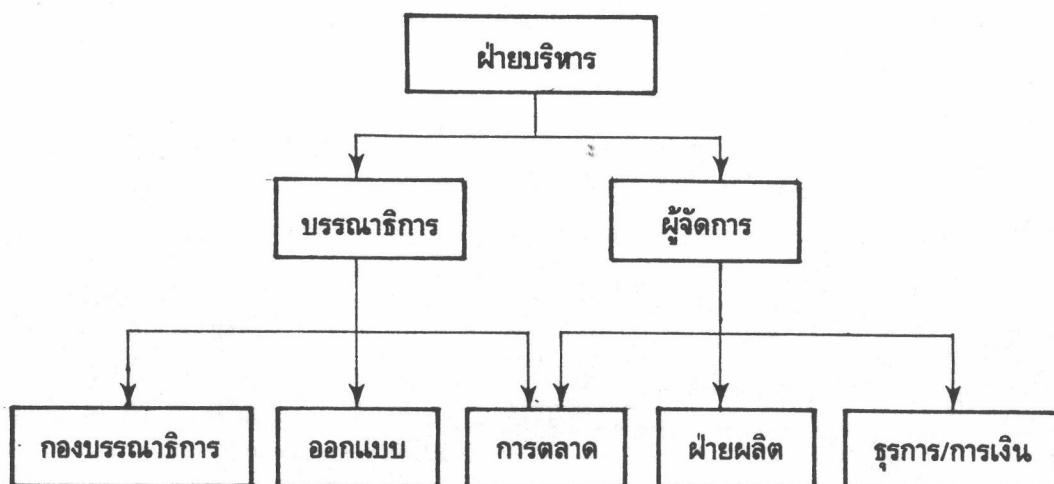 ฝ่ายบริหาร
บรรณาธิการ
ผู้จัดการ
กองบรรณาธิการ
ออกแบบ
การตลาด
ฝ่ายผลิต
ธุรการ/การเงิน